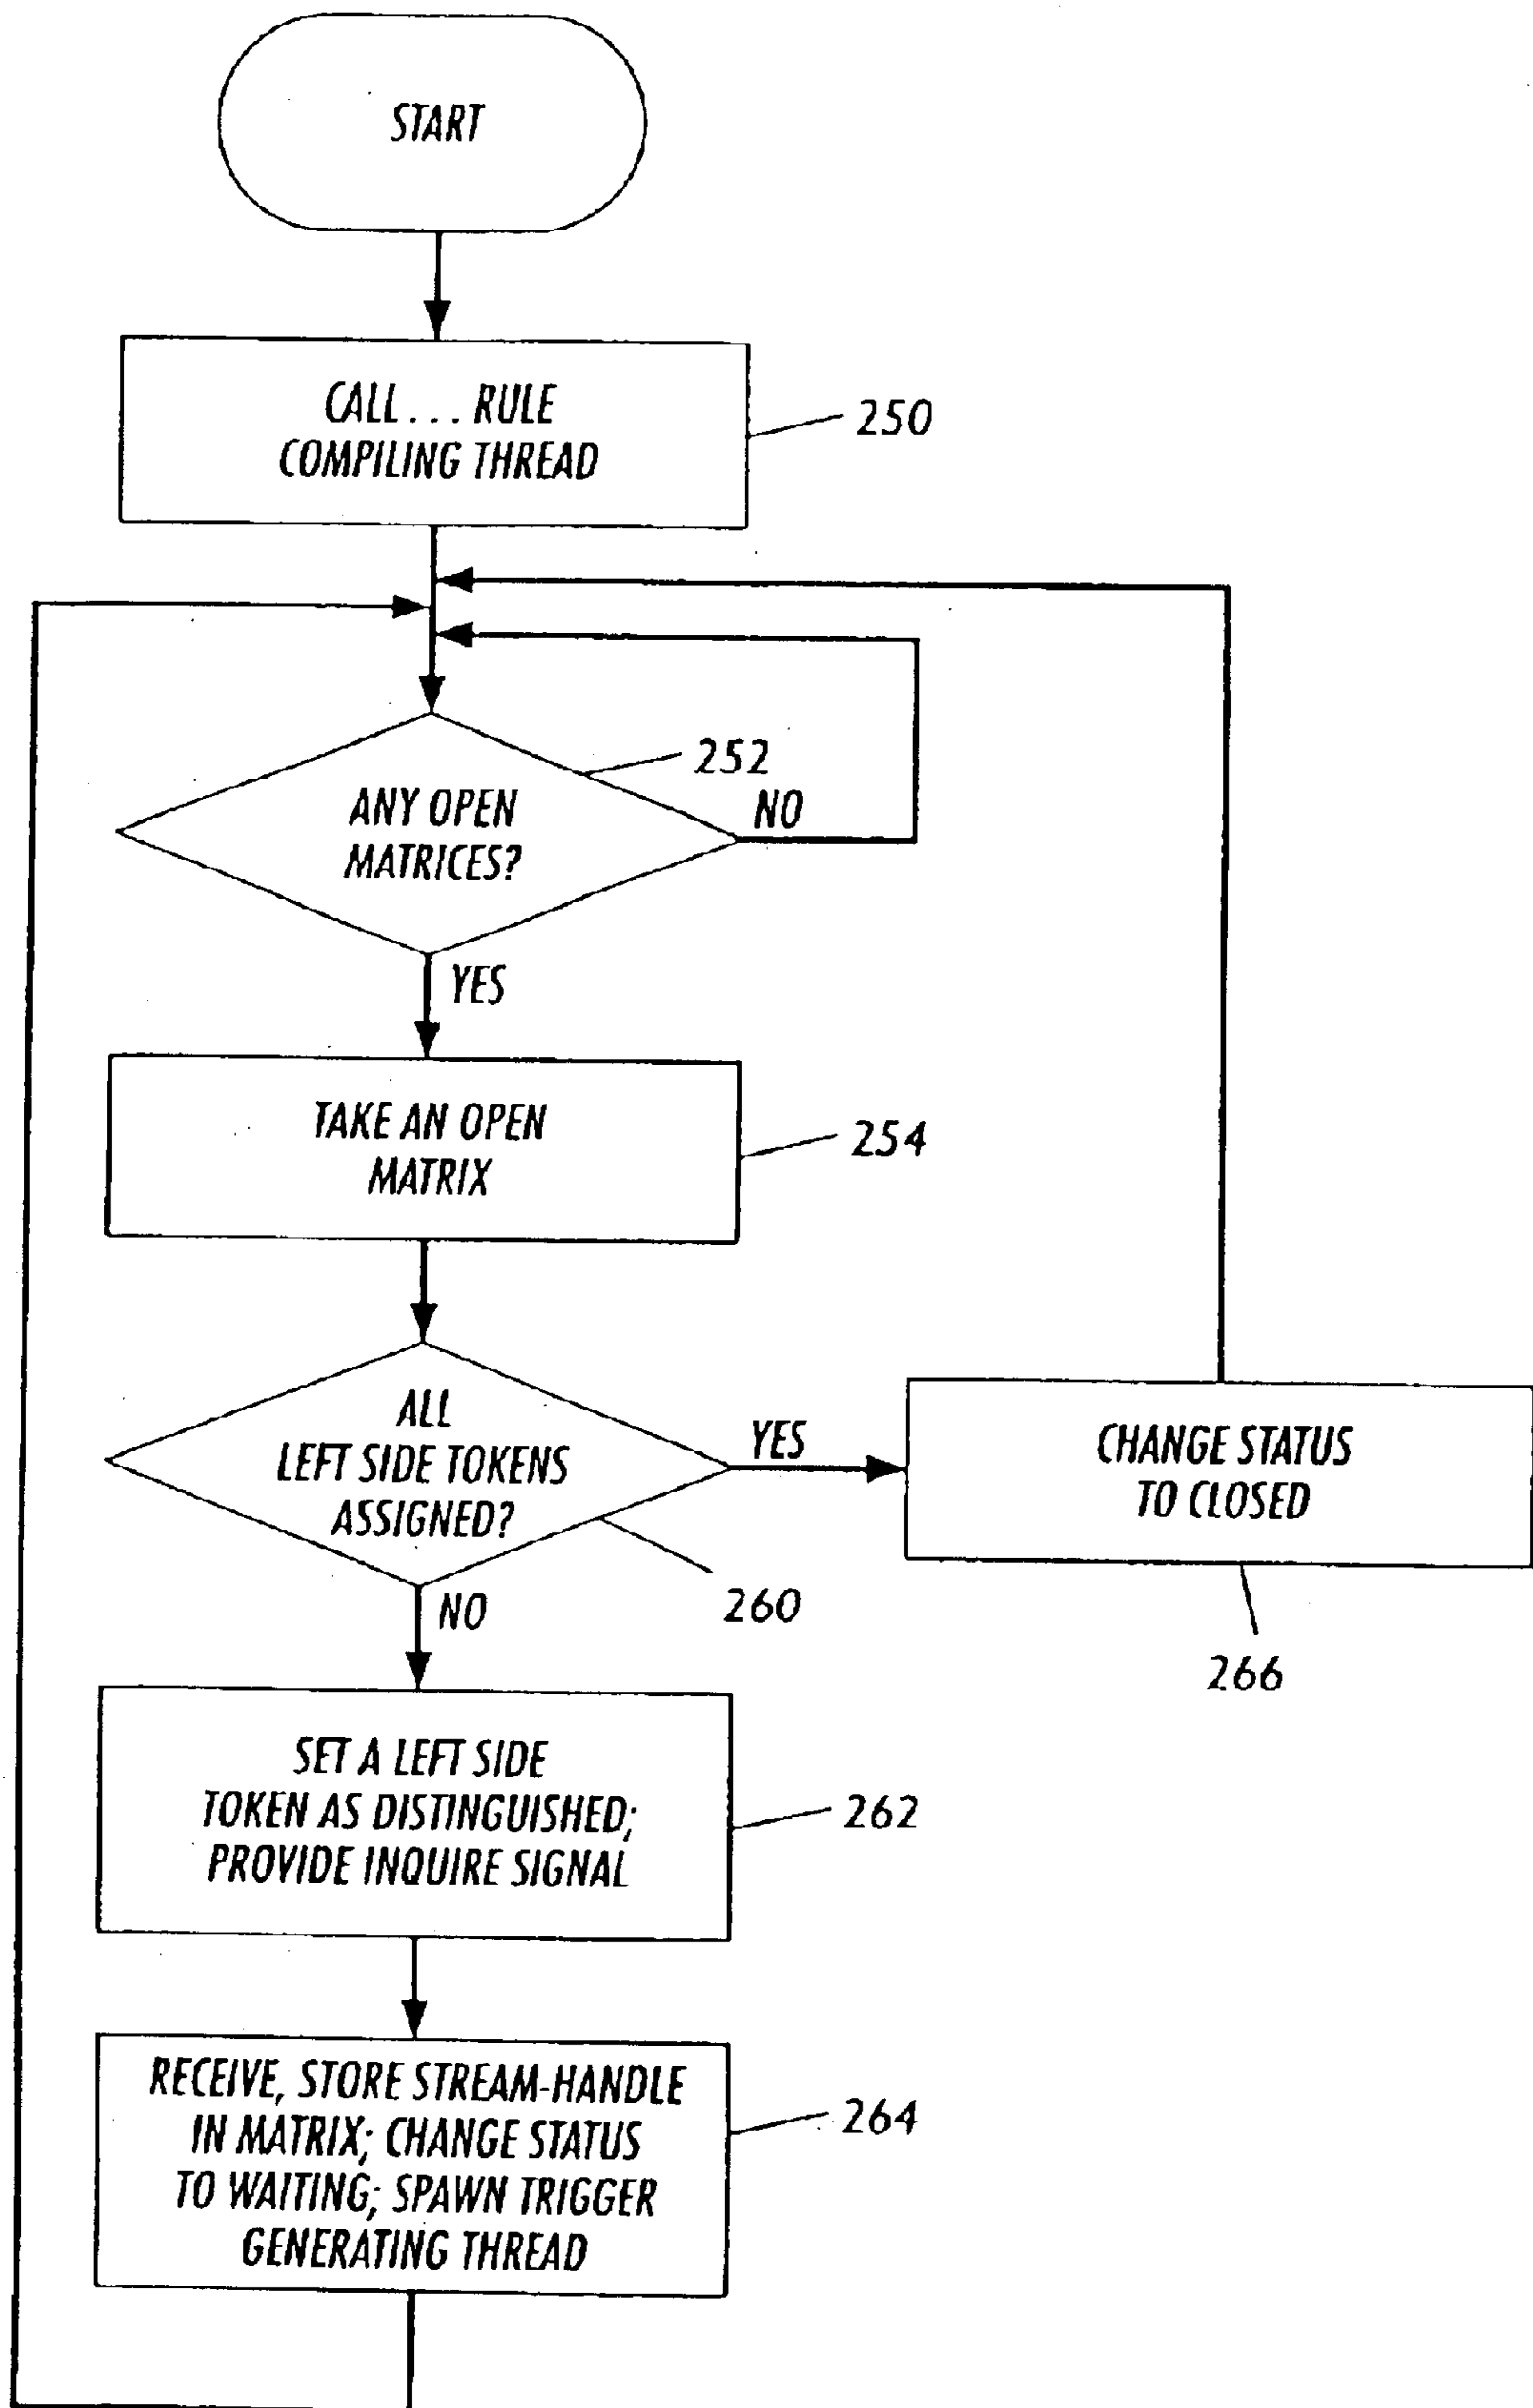 START
CALL... RULE
COMPILING THREAD
250
252
ANY OPEN
MATRICES?
NO
YES
TAKE AN OPEN
MATRIX
254
ALL
LEFT SIDE TOKENS
ASSIGNED?
YES
CHANGE STATUS
TO CLOSED
260
NO
266
SET A LEFT SIDE
TOKEN AS DISTINGUISHED;
PROVIDE INQUIRE SIGNAL
262
RECEIVE, STORE STREAM-HANDLE
IN MATRIX; CHANGE STATUS
TO WAITING; SPAWN TRIGGER
GENERATING THREAD
264